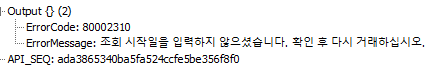 Output {} (2)
ErrorCode: 80002310
ErrorMessage: 조회 시작일을 입력하지 않으셨습니다. 확인 후 다시 거래하십시오.
API_SEQ: ada3865340ba5fa524ccfe5be356f8f0